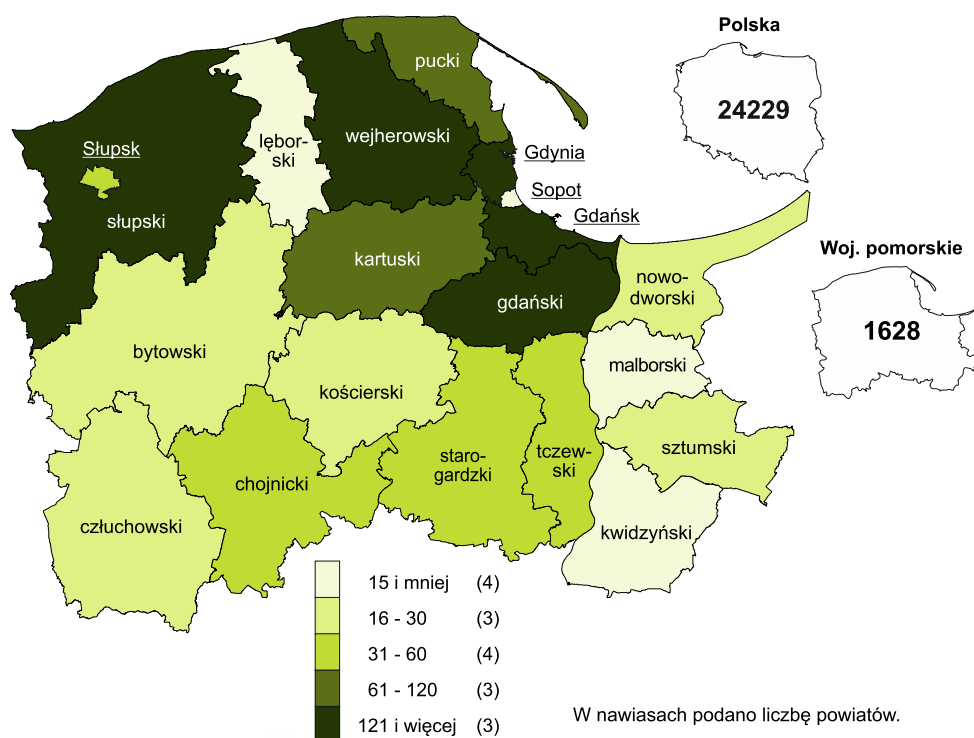 Polska
24229
pucki
Słupsk
lębor-
ski
wejherowski
Gdynia
Sopot
Gdańsk
słupski
kartuski
nowo-
dworski
Woj. pomorskie
gdański
1628
bytowski
malborski
kościerski
staro-
gardzki
tczew-
ski
sztumski
chojnicki
człuchowski
kwidzyński
15 i mniej (4)
16 - 30 (3)
31 - 60 (4)
61 - 120 (3)
121 i więcej (3)
W nawiasach podano liczbę powiatów.